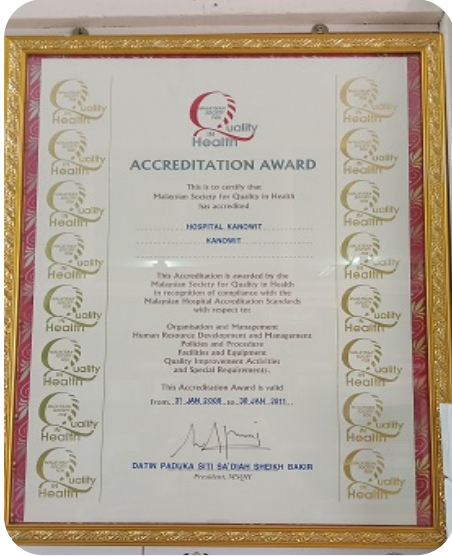 MALAYSIAN
SOCIETY
FOR
Quality
IN
Health
ACCREDITATION AWARD
This is to certify that
Malaysian Society for Quality in Health
has accredited
HOSPITAL KANOWIT
KANOWIT
This Accreditation is awarded by the
Malaysian Society for Quality in Health
in recognition of compliance with the
Malaysian Hospital Accreditation Standards
with respect to:
Organisation and Management
Human Resource Development and Management
Policies and Procedure
Facilities and Equipment
Quality Improvement Activities
and Special Requirements.
This Accreditation Award is valid
from 31 JAN 2008 to 30 JAN 2011
DATIN PADUKA SITI SA'DIAH SHEIKH BAKIR
President, MSQH